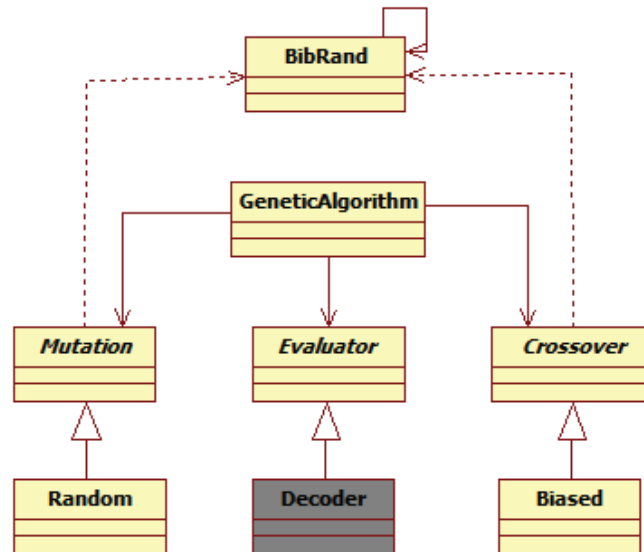 BibRand
GeneticAlgorithm
Mutation
Evaluator
Crossover
Random
Decoder
Biased